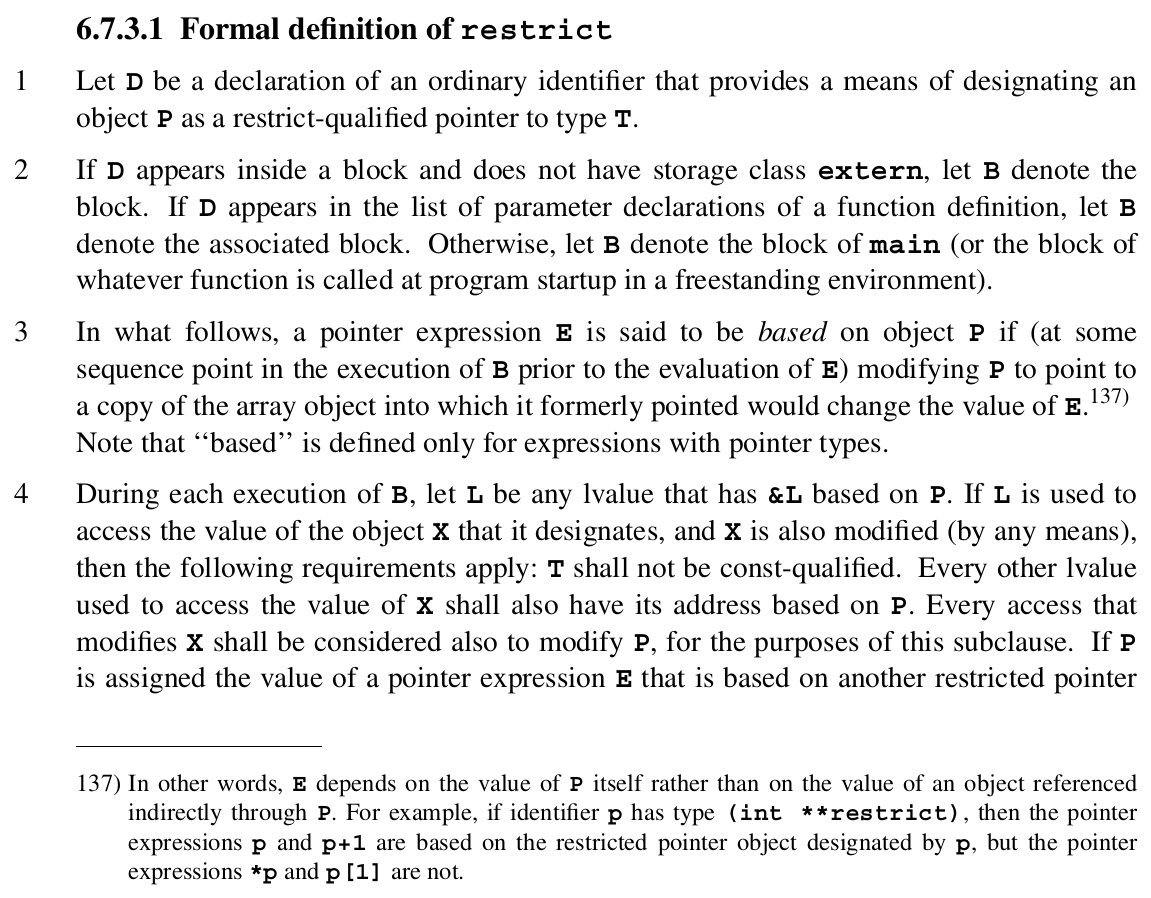 6.7.3.1 Formal definition of restrict
1 Let D be a declaration of an ordinary identifier that provides a means of designating an
object P as a restrict-qualified pointer to type T.
2 If D appears inside a block and does not have storage class extern, let B denote the
block. If D appears in the list of parameter declarations of a function definition, let B
denote the associated block. Otherwise, let B denote the block of main (or the block of
whatever function is called at program startup in a freestanding environment).
3 In what follows, a pointer expression E is said to be based on object P if (at some
sequence point in the execution of B prior to the evaluation of E) modifying P to point to
a copy of the array object into which it formerly pointed would change the value of E.137)
Note that ‘‘based’’ is defined only for expressions with pointer types.
4 During each execution of B, let L be any lvalue that has &L based on P. If L is used to
access the value of the object X that it designates, and X is also modified (by any means),
then the following requirements apply: T shall not be const-qualified. Every other lvalue
used to access the value of X shall also have its address based on P. Every access that
modifies X shall be considered also to modify P, for the purposes of this subclause. If P
is assigned the value of a pointer expression E that is based on another restricted pointer
137) In other words, E depends on the value of P itself rather than on the value of an object referenced
indirectly through P. For example, if identifier p has type (int **restrict), then the pointer
expressions p and p+1 are based on the restricted pointer object designated by p, but the pointer
expressions *p and p[1] are not.